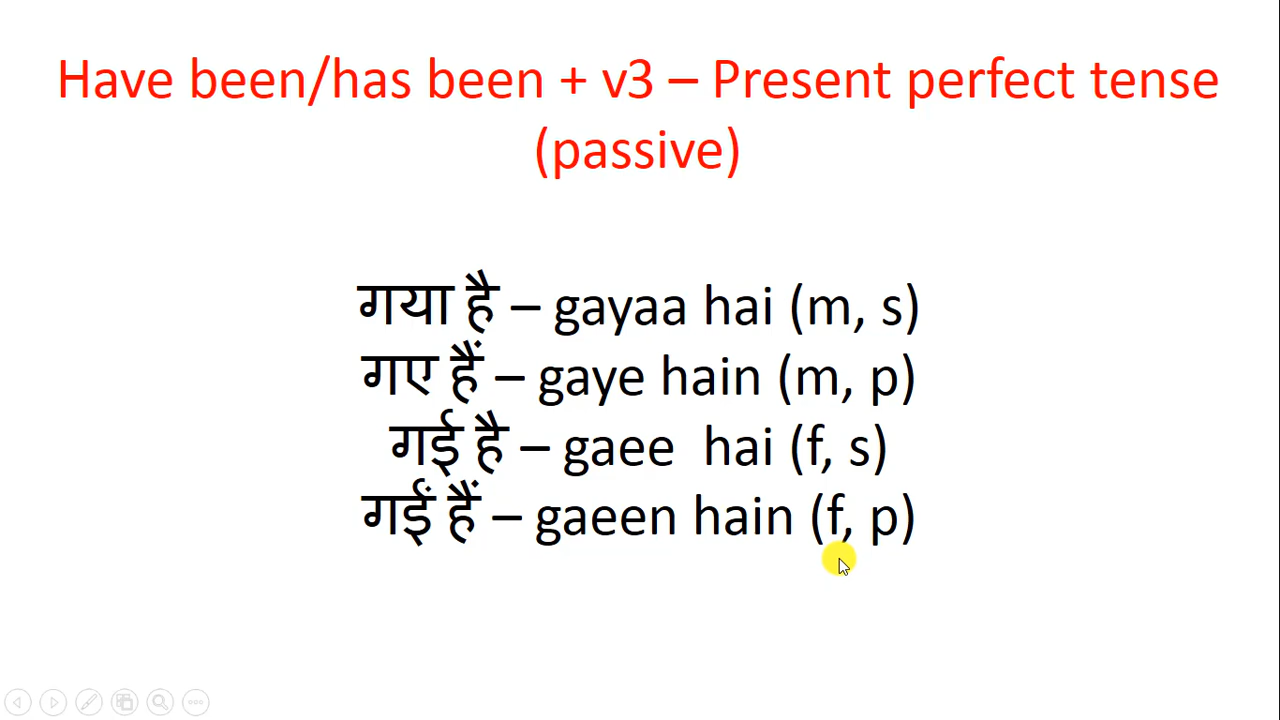 Have been/has been + v3 – Present perfect tense
(passive)
गया है – gayaa hai (m, s)
गए हैं – gaye hain (m, p)
गई है – gaee  hai (f, s)
गईं हैं – gaeen hain (f, p)